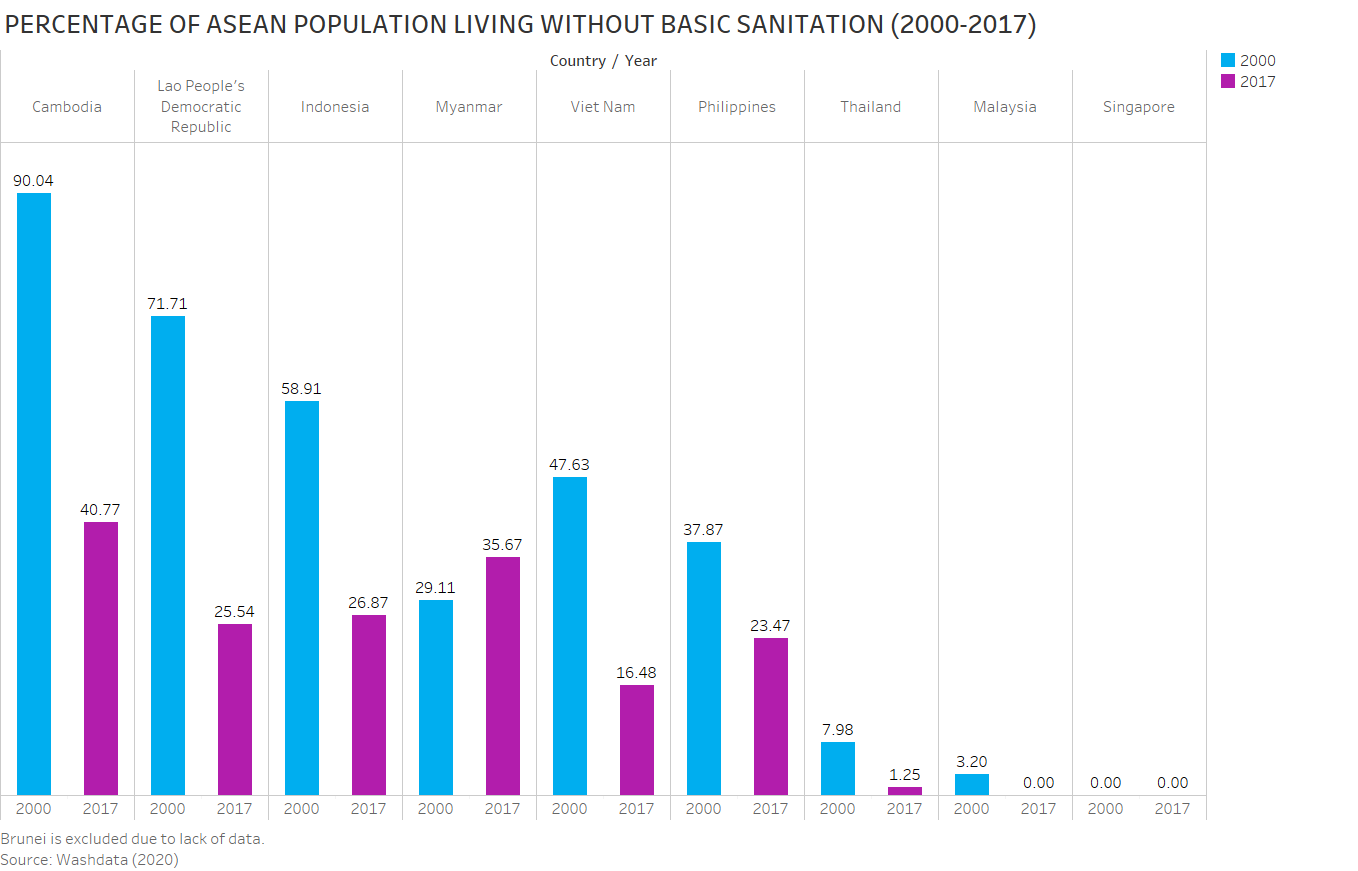 PERCENTAGE OF ASEAN POPULATION LIVING WITHOUT BASIC SANITATION (2000-2017)
Country / Year
2000
2017
Cambodia
Lao People's
Democratic
Republic
Indonesia
Myanmar
Viet Nam
Philippines
Thailand
Malaysia
Singapore
90.04
40.77
71.71
25.54
58.91
26.87
29.11
35.67
47.63
16.48
37.87
23.47
7.98
1.25
3.20
0.00
0.00
0.00
2000 2017 2000 2017 2000 2017 2000 2017 2000 2017 2000 2017 2000 2017 2000 2017 2000 2017
Brunei is excluded due to lack of data.
Source: Washdata (2020)